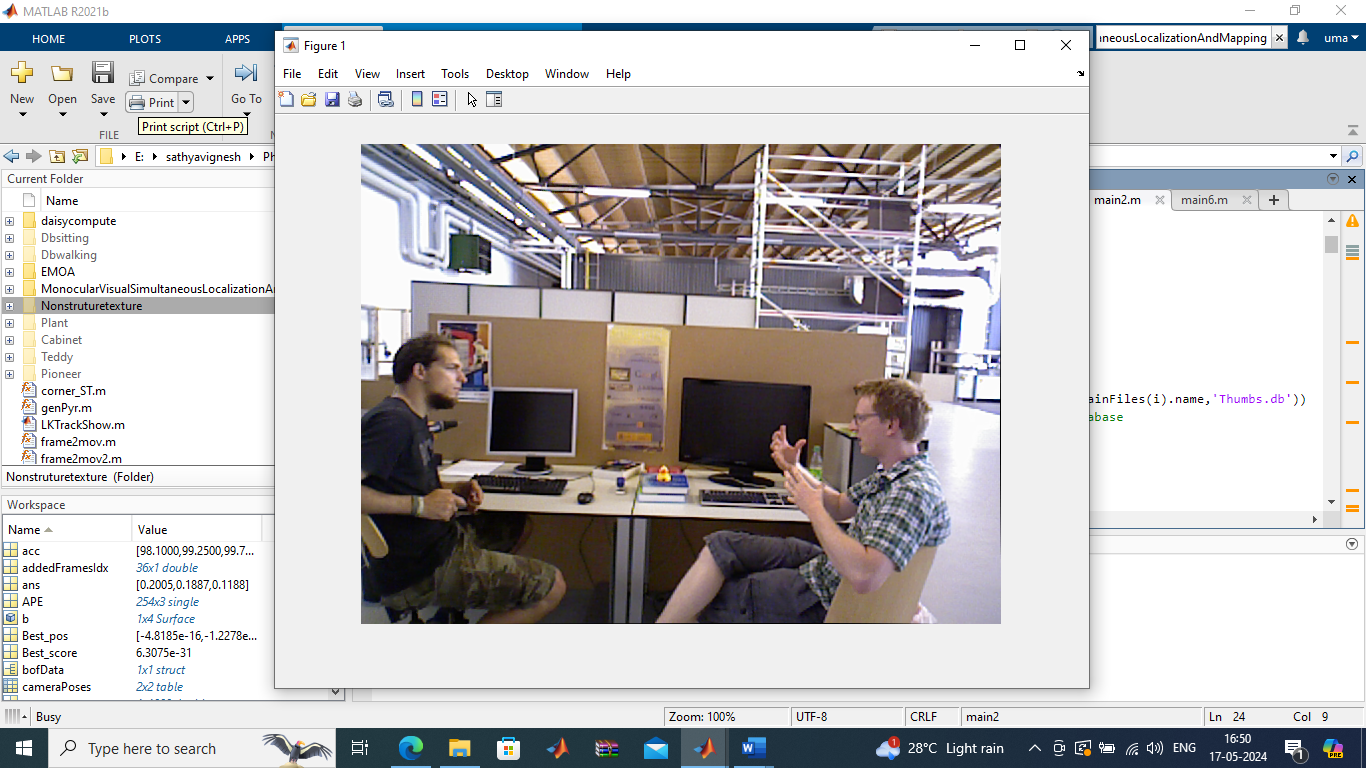 MATLAB R2021b
HOME PLOTS APPS
neousLocalizationAndMapping
uma
New Open Save
Compare
Print
Go To
FILE
Print script (Ctrl+P)
E: sathyavignesh Ph
Current Folder
Name
daisycompute
Dbsitting
Dbwalking
EMOA
MonocularVisualSimultaneousLocalizationAn
Nonstruturetexture
Plant
Cabinet
Teddy
Pioneer
corner_ST.m
genPyr.m
LKTrackShow.m
frame2mov.m
frame2mov2.m
Nonstruturetexture (Folder)
Workspace
Name Value
acc [98.1000,99.2500,99.7...
addedFramesIdx 36x1 double
ans [0.2005,0.1887,0.1188]
APE 254x3 single
b 1x4 Surface
Best_pos [-4.8185e-16,-1.2278e...
Best_score 6.3075e-31
bofData 1x1 struct
cameraPoses 2x2 table
Figure 1
File Edit View Insert Tools Desktop Window Help
main2.m main6.m
ainFiles(i).name,'Thumbs.db'))
abase
Busy
Zoom: 100% UTF-8 CRLF main2 Ln 24 Col 9
Type here to search
28°C Light rain
ENG
16:50
17-05-2024
1
PRE